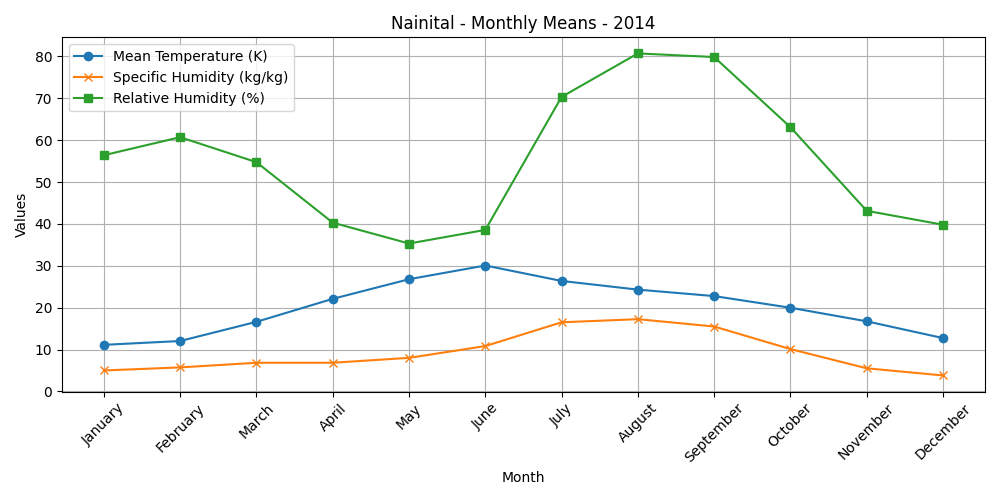 Nainital - Monthly Means - 2014
Mean Temperature (K)
Specific Humidity (kg/kg)
Relative Humidity (%)
80
70
60
50
40
30
20
10
0
Values
January
February
March
April
May
June
July
August
September
October
November
December
Month